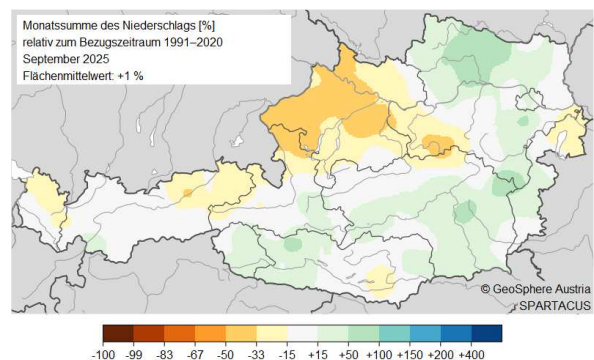 Monatssumme des Niederschlags [%]
relativ zum Bezugszeitraum 1991–2020
September 2025
Flächenmittelwert: +1 %
© GeoSphere Austria
SPARTACUS
-100 -99 -83 -67 -50 -33 -15 +15 +50 +100 +150 +200 +400